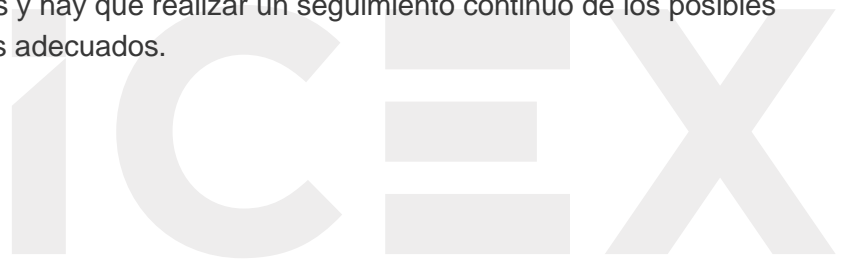 s y hay que realizar un seguimiento continuo de los posibles
s adecuados.
ICEX